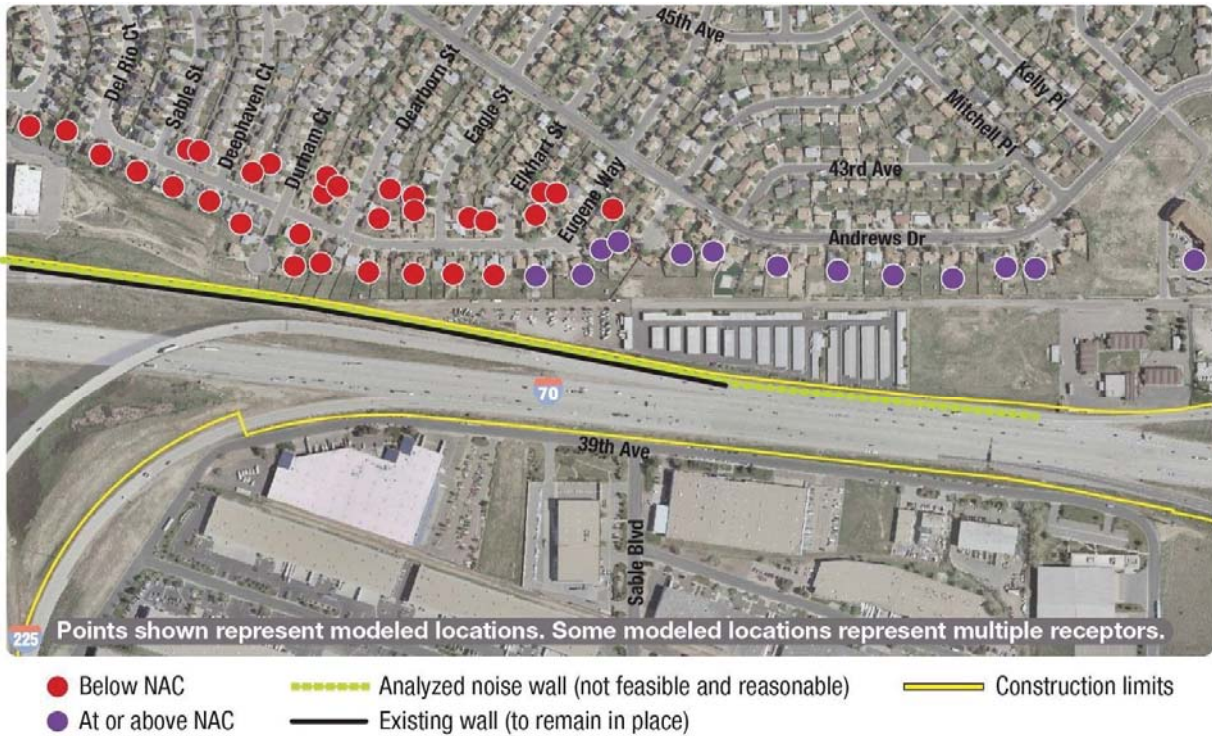 45th Ave
Del Rio Ct
Sable St
Deephaven Ct
Durham Ct
Dearborn St
Eagle St
Elkhart St
Eugene Way
Kelly Pl
Mitchell Pl
43rd Ave
Andrews Dr
70
39th Ave
Sable Blvd
225
Points shown represent modeled locations. Some modeled locations represent multiple receptors.
Below NAC
Analyzed noise wall (not feasible and reasonable)
Construction limits
At or above NAC
Existing wall (to remain in place)